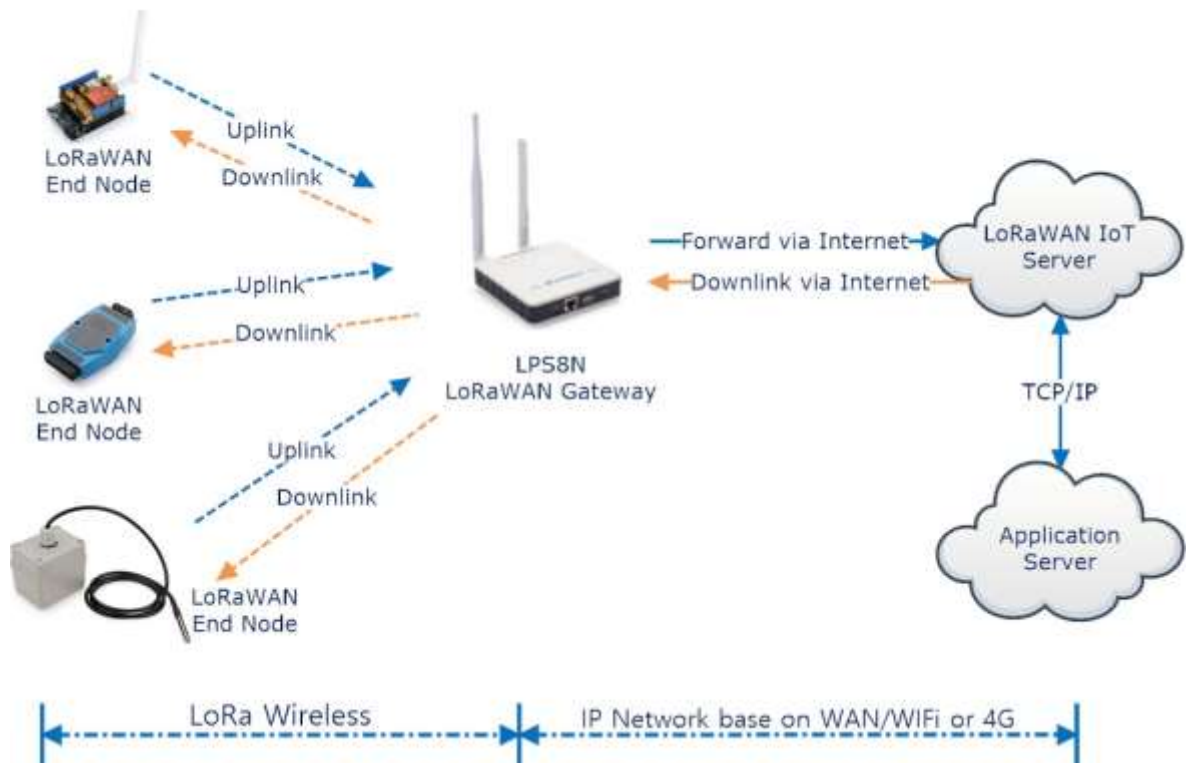 Uplink
LoRaWAN
End Node
Downlink
Uplink
Downlink
LoRaWAN
End Node
Uplink
Downlink
LoRaWAN
End Node
LPS8N
LoRaWAN Gateway
Forward via Internet
Downlink via Internet
LoRaWAN IoT
Server
TCP/IP
Application
Server
LoRa Wireless
IP Network base on WAN/WIFi or 4G